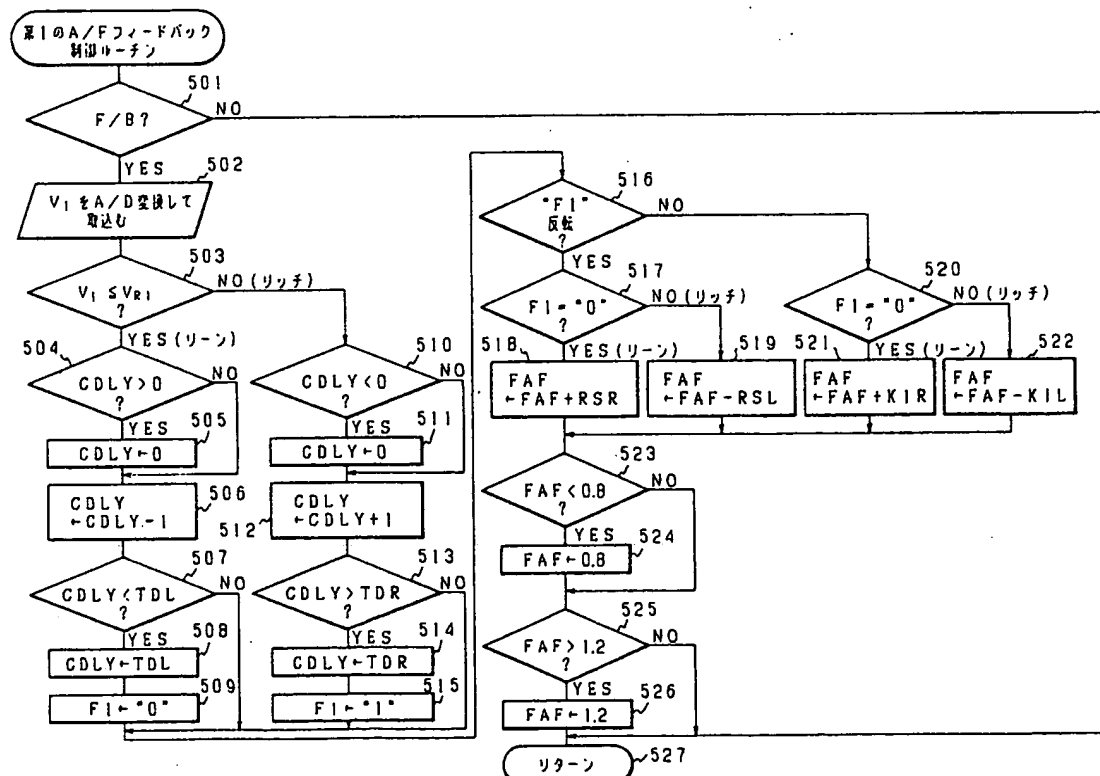 第1のA/Fフィードバック
制御ルーチン
501
F/B?
NO
YES
502
V1をA/D変換して
取込む
503
V1≦VR1
?
NO(リッチ)
YES(リーン)
504
CDLY>0
?
NO
YES
505
CDLY←0
506
CDLY
←CDLY-1
507
CDLY<TDL
?
NO
YES
508
CDLY←TDL
509
F1←"0"
510
CDLY<0
?
NO
YES
511
CDLY←0
512
CDLY
←CDLY+1
513
CDLY>TDR
?
NO
YES
514
CDLY←TDR
515
F1←"1"
516
"F1"
反転
?
NO
YES
517
F1="0"
?
NO(リッチ)
YES(リーン)
518
FAF
←FAF+RSR
519
FAF
←FAF-RSL
520
F1="0"
?
NO(リッチ)
YES(リーン)
521
FAF
←FAF+KIR
522
FAF
←FAF-KIL
523
FAF<0.8
?
NO
YES
524
FAF←0.8
525
FAF>1.2
?
NO
YES
526
FAF←1.2
リターン
527